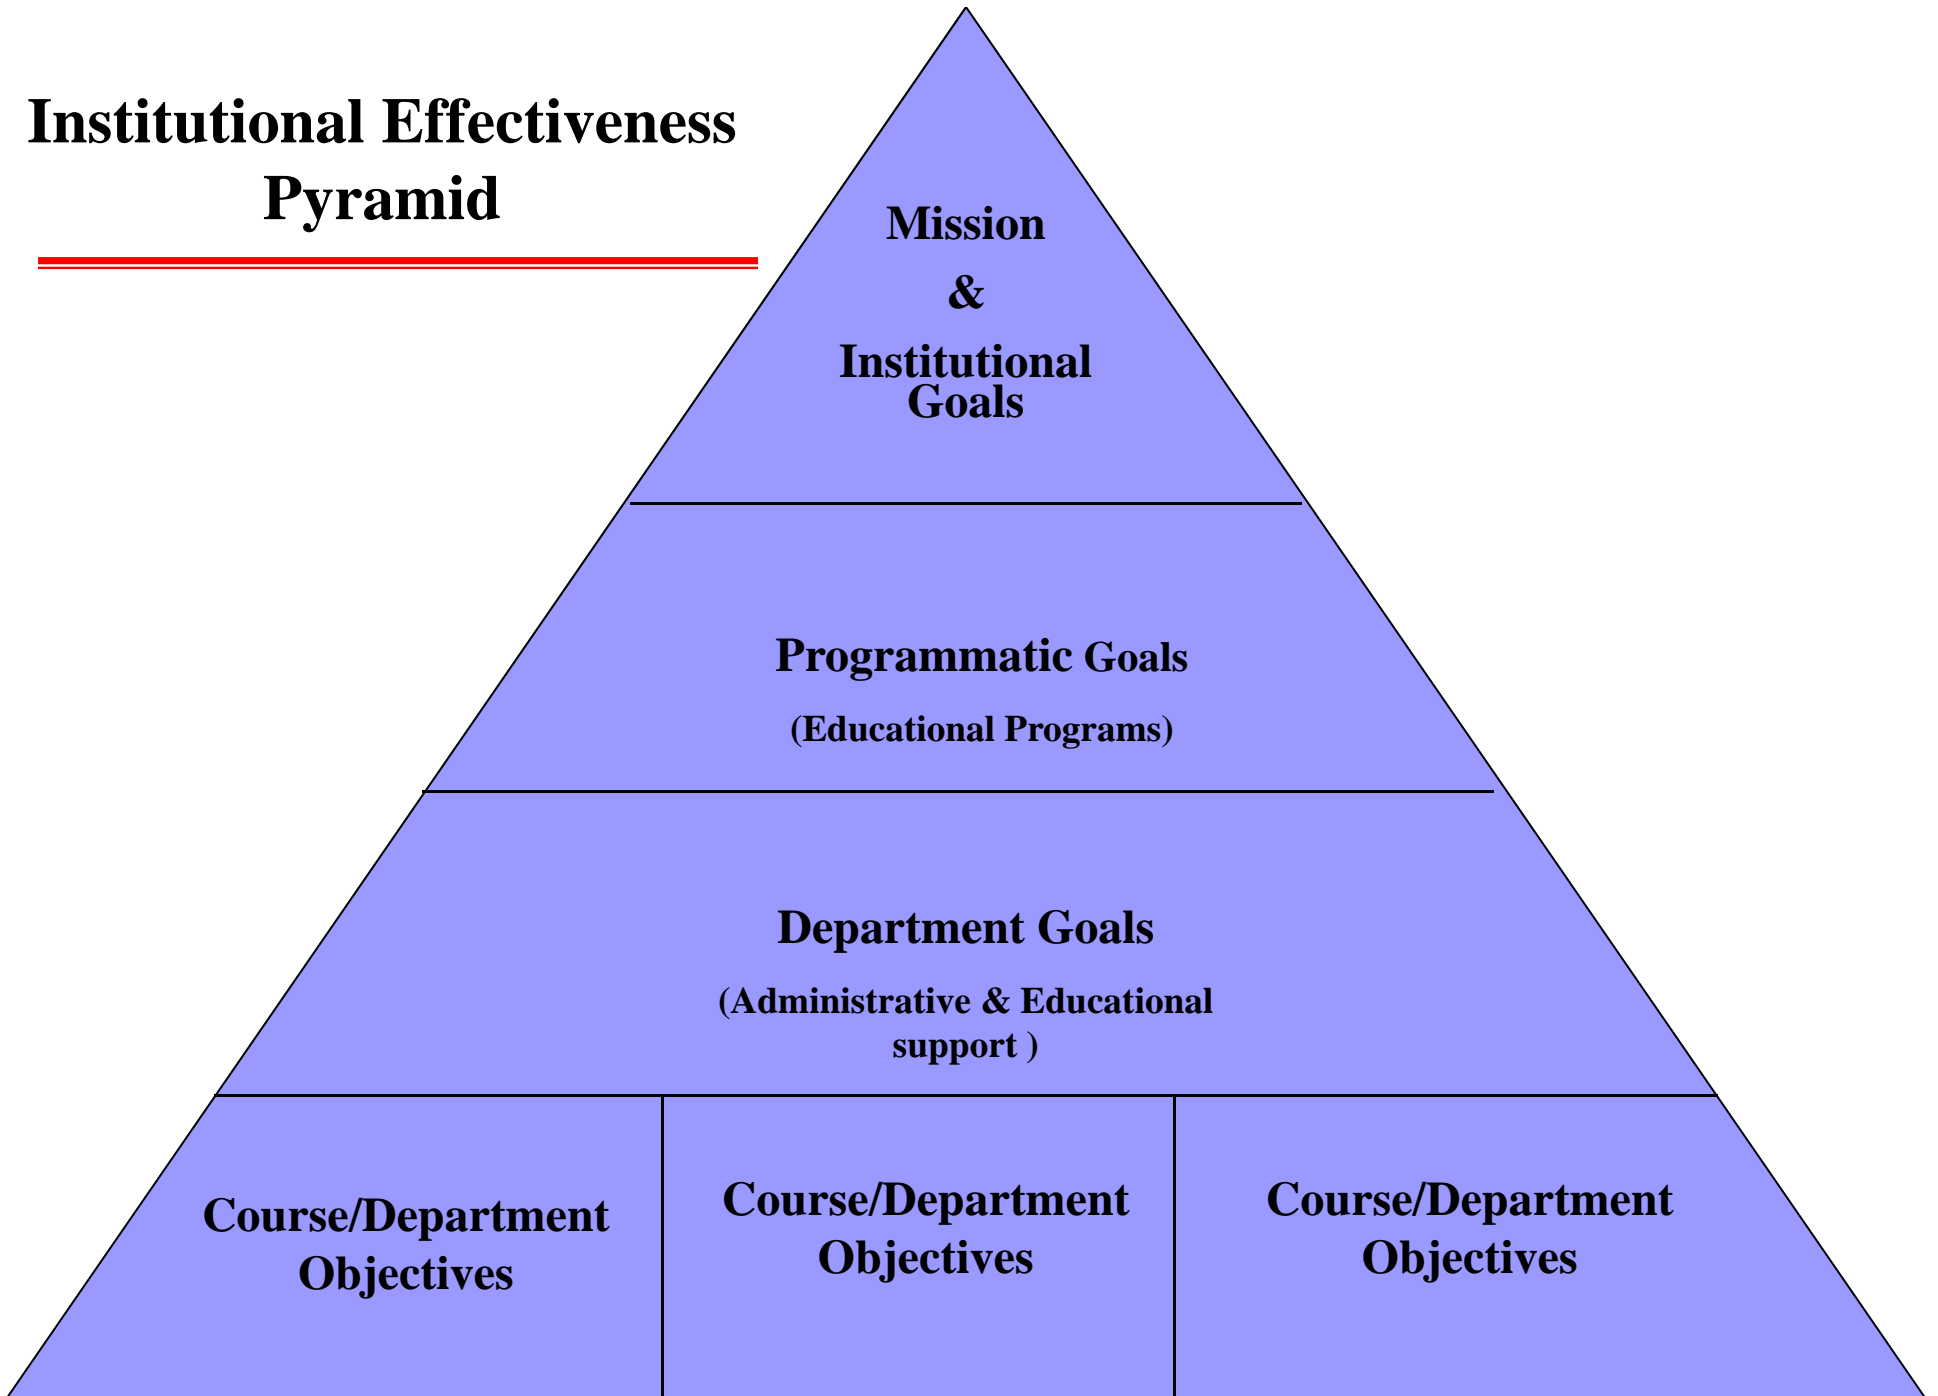 Institutional Effectiveness
Pyramid
Mission
&
Institutional
Goals
Programmatic Goals
(Educational Programs)
Department Goals
(Administrative & Educational
support )
Course/Department
Objectives
Course/Department
Objectives
Course/Department
Objectives